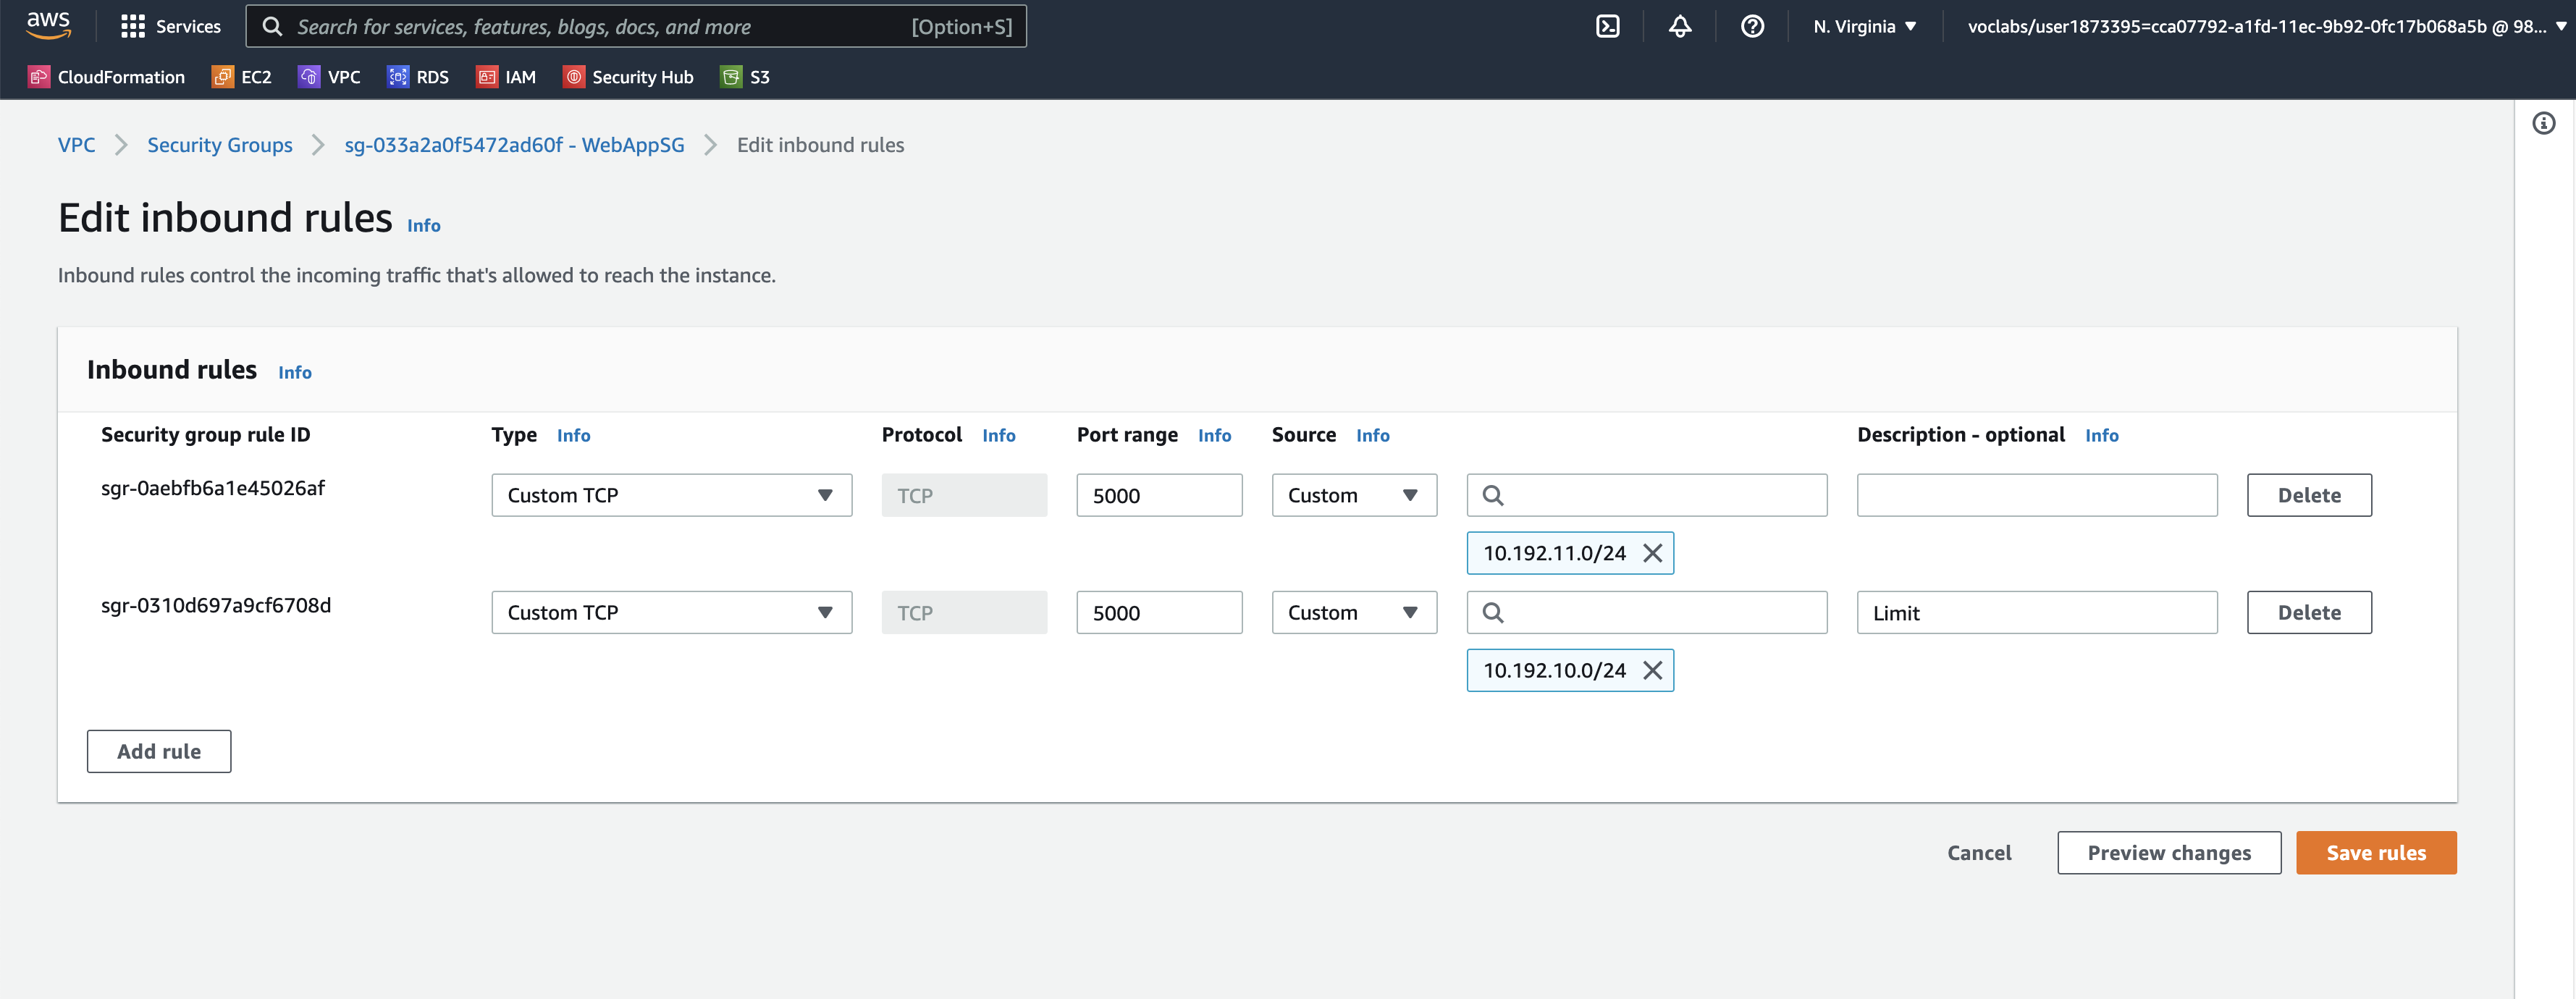 aws Services Search for services, features, blogs, docs, and more [Option+S] N. Virginia voclabs/user1873395=cca07792-a1fd-11ec-9b92-0fc17b068a5b @ 98...
CloudFormation EC2 VPC RDS IAM Security Hub S3
VPC Security Groups sg-033a2a0f5472ad60f - WebAppSG Edit inbound rules
Edit inbound rules Info
Inbound rules control the incoming traffic that's allowed to reach the instance.
Inbound rules Info
Security group rule ID Type Info Protocol Info Port range Info Source Info Description - optional Info
sgr-0aebfb6a1e45026af Custom TCP TCP 5000 Custom Delete
10.192.11.0/24
sgr-0310d697a9cf6708d Custom TCP TCP 5000 Custom Limit Delete
10.192.10.0/24
Add rule
Cancel Preview changes Save rules